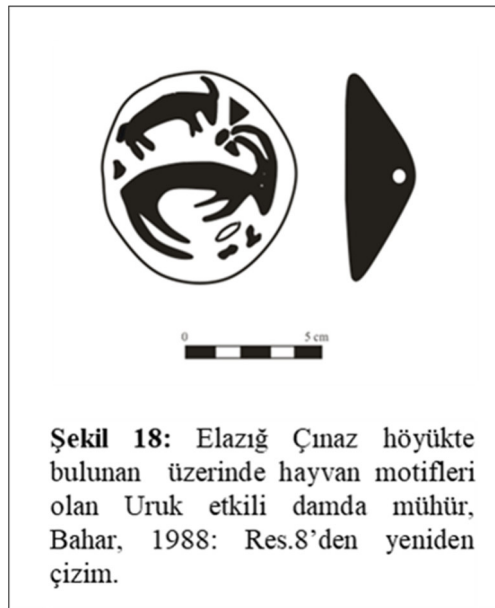 0 5 cm
Şekil 18: Elazığ Çınaz höyükte
bulunan üzerinde hayvan motifleri
olan Uruk etkili damda mühür,
Bahar, 1988: Res.8’den yeniden
çizim.